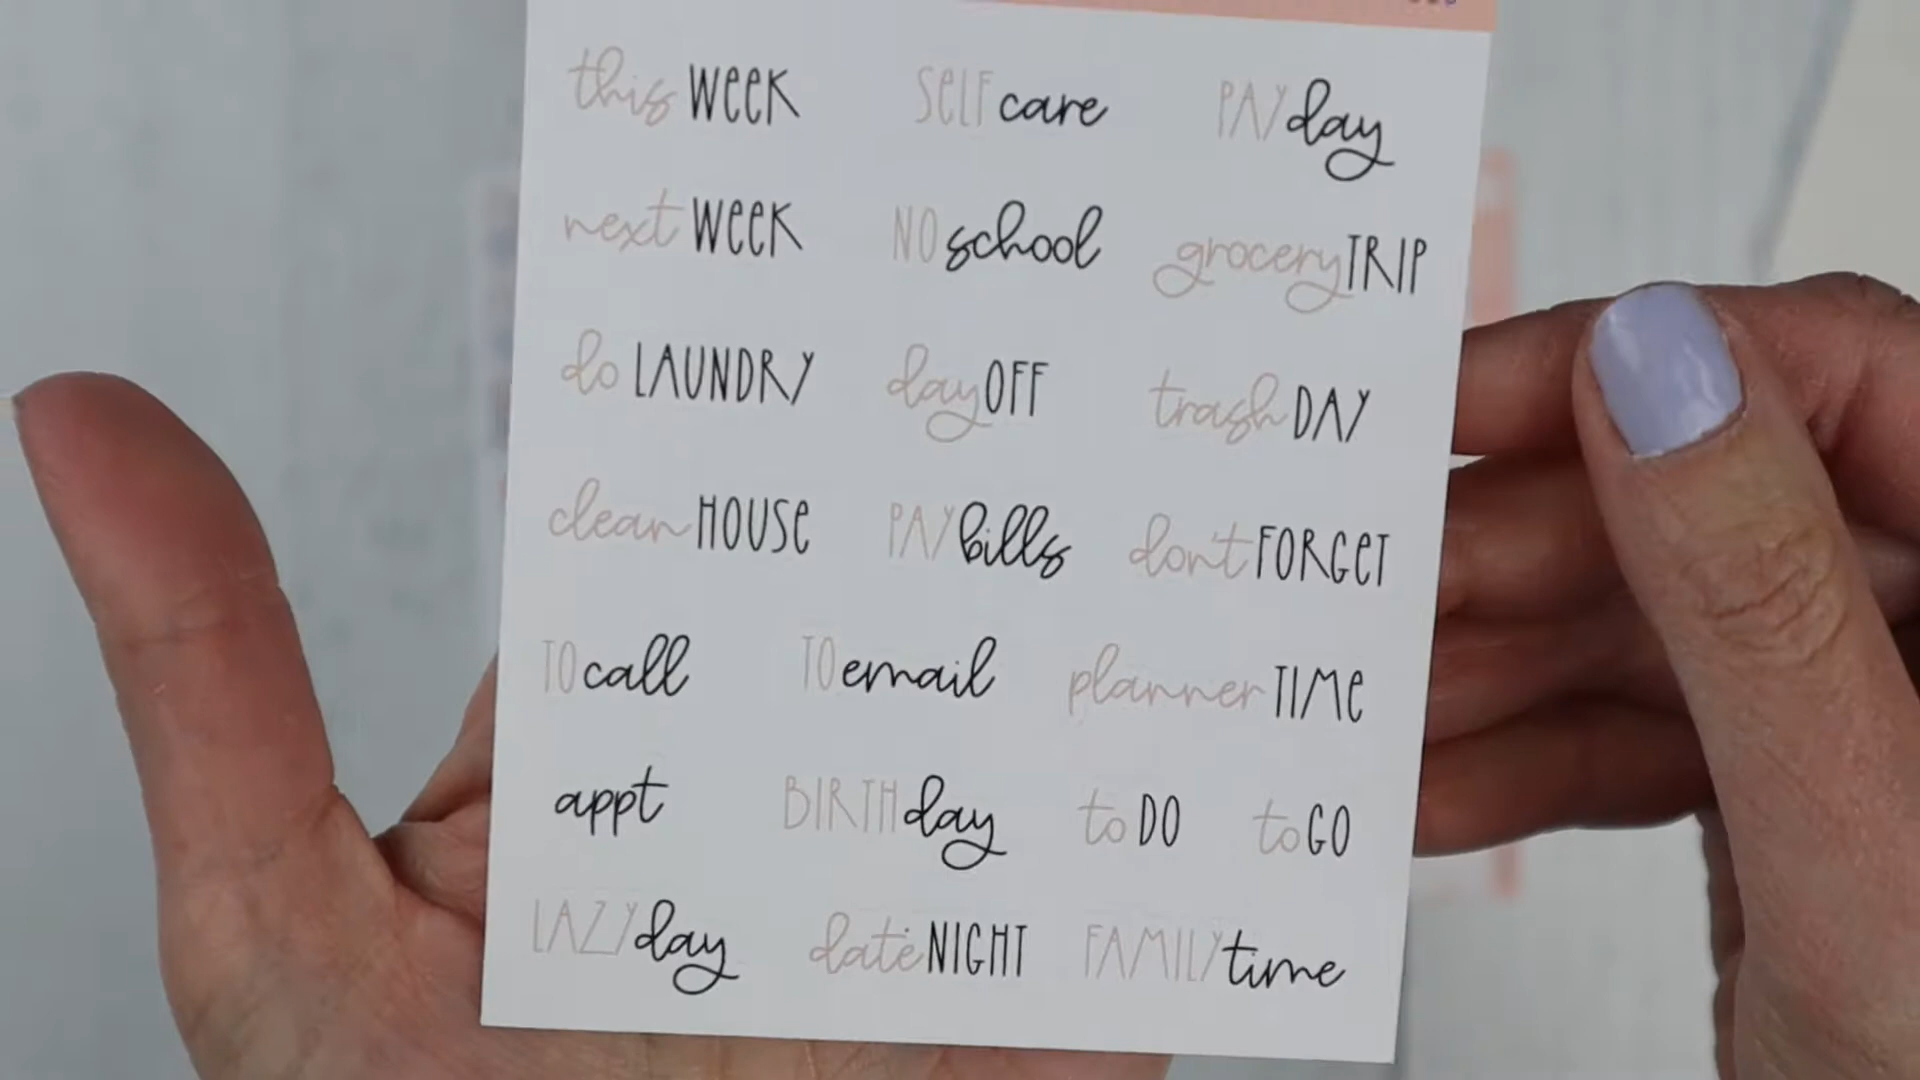 this WEEK SELF care PAY day
next WEEK NO school grocery TRIP
do LAUNDRY day OFF trash DAY
clean HOUSE PAY bills don't FORGET
TO call TO email planner TIME
appt BIRTHday to DO to GO
LAZY day date NIGHT FAMILY time